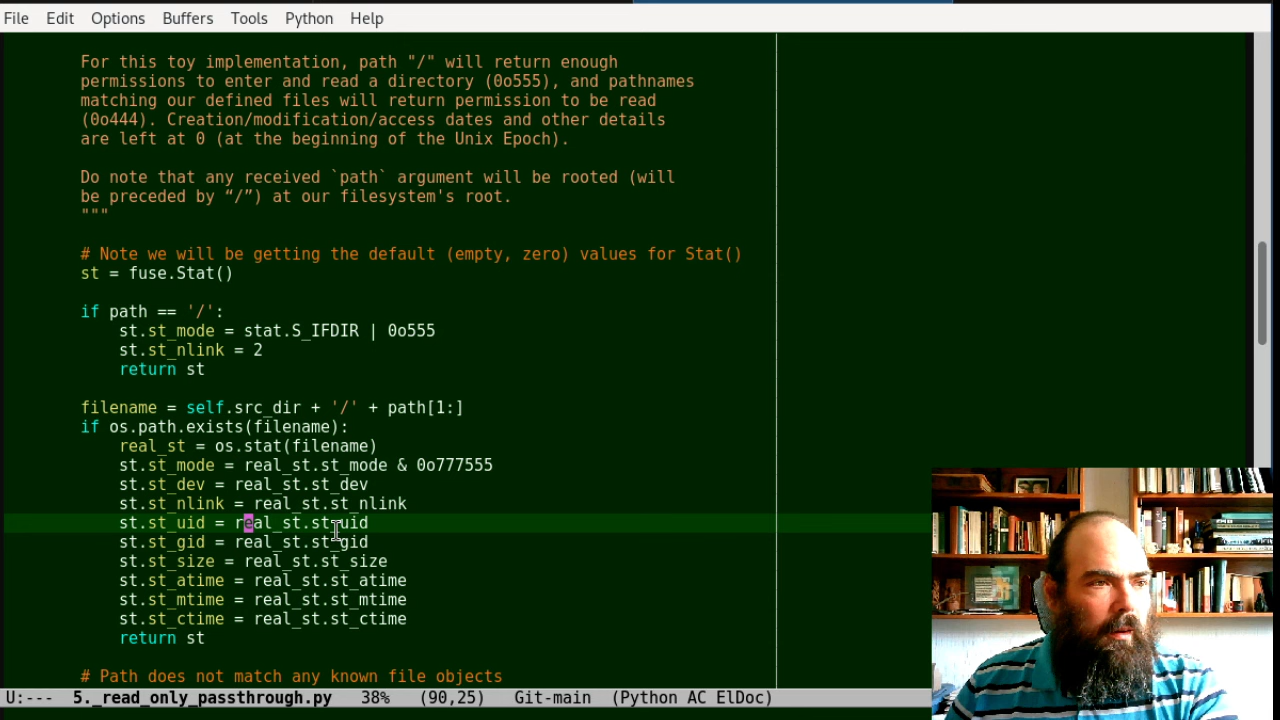 File Edit Options Buffers Tools Python Help
For this toy implementation, path "/" will return enough
permissions to enter and read a directory (0o555), and pathnames
matching our defined files will return permission to be read
(0o444). Creation/modification/access dates and other details
are left at 0 (at the beginning of the Unix Epoch).
Do note that any received `path` argument will be rooted (will
be preceded by “/”) at our filesystem's root.
"""
# Note we will be getting the default (empty, zero) values for Stat()
st = fuse.Stat()
if path == '/':
st.st_mode = stat.S_IFDIR | 0o555
st.st_nlink = 2
return st
filename = self.src_dir + '/' + path[1:]
if os.path.exists(filename):
real_st = os.stat(filename)
st.st_mode = real_st.st_mode & 0o777555
st.st_dev = real_st.st_dev
st.st_nlink = real_st.st_nlink
st.st_uid = real_st.st_uid
st.st_gid = real_st.st_gid
st.st_size = real_st.st_size
st.st_atime = real_st.st_atime
st.st_mtime = real_st.st_mtime
st.st_ctime = real_st.st_ctime
return st
# Path does not match any known file objects
U:--- 5._read_only_passthrough.py 38% (90,25) Git-main (Python AC ElDoc)